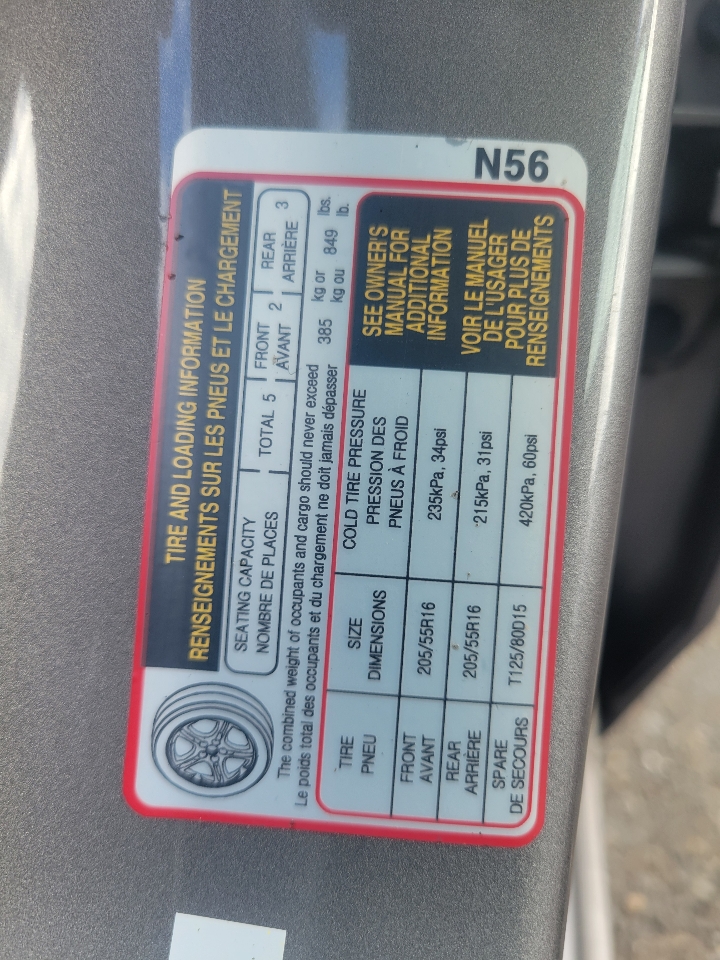 N56
TIRE AND LOADING INFORMATION
RENSEIGNEMENTS SUR LES PNEUS ET LE CHARGEMENT
SEATING CAPACITY
NOMBRE DE PLACES
TOTAL 5
FRONT
AVANT 2
REAR
ARRIÈRE 3
The combined weight of occupants and cargo should never exceed 385 kg or 849 lbs.
Le poids total des occupants et du chargement ne doit jamais dépasser kg ou lb.
TIRE
PNEU
SIZE
DIMENSIONS
COLD TIRE PRESSURE
PRESSION DES
PNEUS À FROID
FRONT
AVANT
205/55R16
235kPa, 34psi
REAR
ARRIÈRE
205/55R16
215kPa, 31psi
SPARE
DE SECOURS
T125/80D15
420kPa, 60psi
SEE OWNER'S
MANUAL FOR
ADDITIONAL
INFORMATION
VOIR LE MANUEL
DE L'USAGER
POUR PLUS DE
RENSEIGNEMENTS